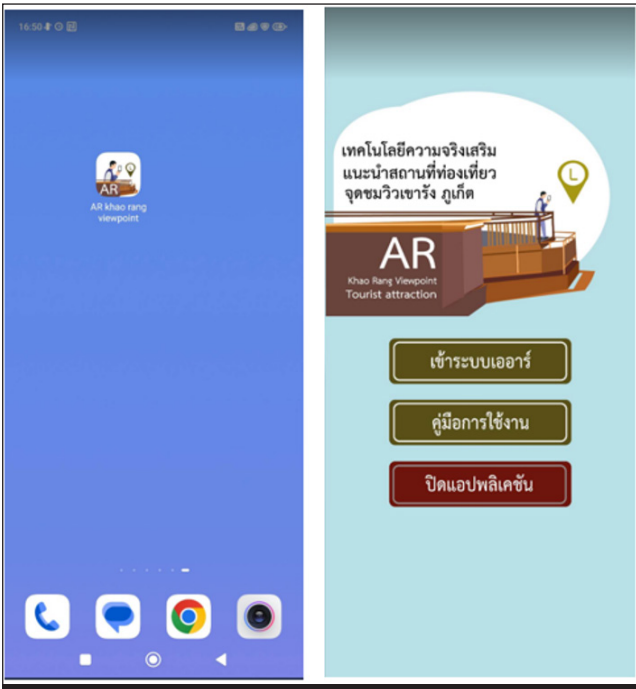 16:50
AR
AR khao rang
viewpoint
เทคโนโลยีความจริงเสริม
แนะนำสถานที่ท่องเที่ยว
จุดชมวิวเขารัง ภูเก็ต
L
AR
Khao Rang Viewpoint
Tourist attraction
เข้าระบบเออาร์
คู่มือการใช้งาน
ปิดแอปพลิเคชัน